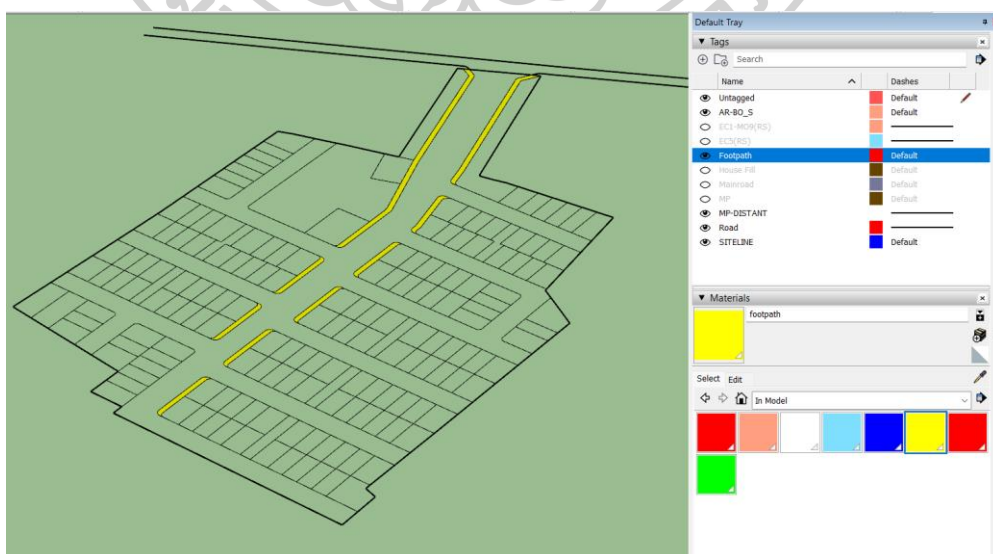 Default Tray
Tags
Search
Name Dashes
Untagged Default
AR-BO_S Default
EC1-MO9(RS)
EC5(RS)
Footpath Default
House Fill Default
Mainroad Default
MP Default
MP-DISTANT
Road
SITELINE Default
Materials
footpath
Select Edit
In Model